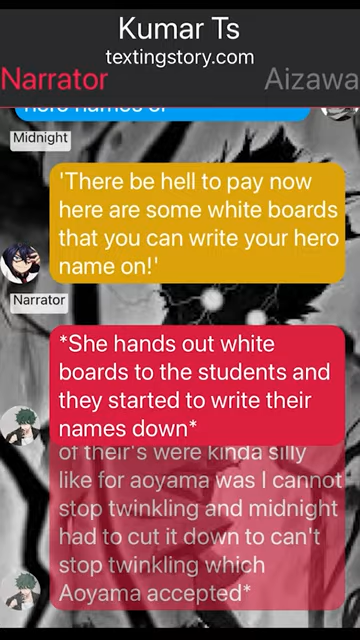 Kumar Ts
textingstory.com
Narrator Aizawa
hero names of
Midnight
'There be hell to pay now
here are some white boards
that you can write your hero
name on!'
Narrator
*She hands out white
boards to the students and
they started to write their
names down*
of their's were kinda silly
like for aoyama was I cannot
stop twinkling and midnight
had to cut it down to can't
stop twinkling which
Aoyama accepted*